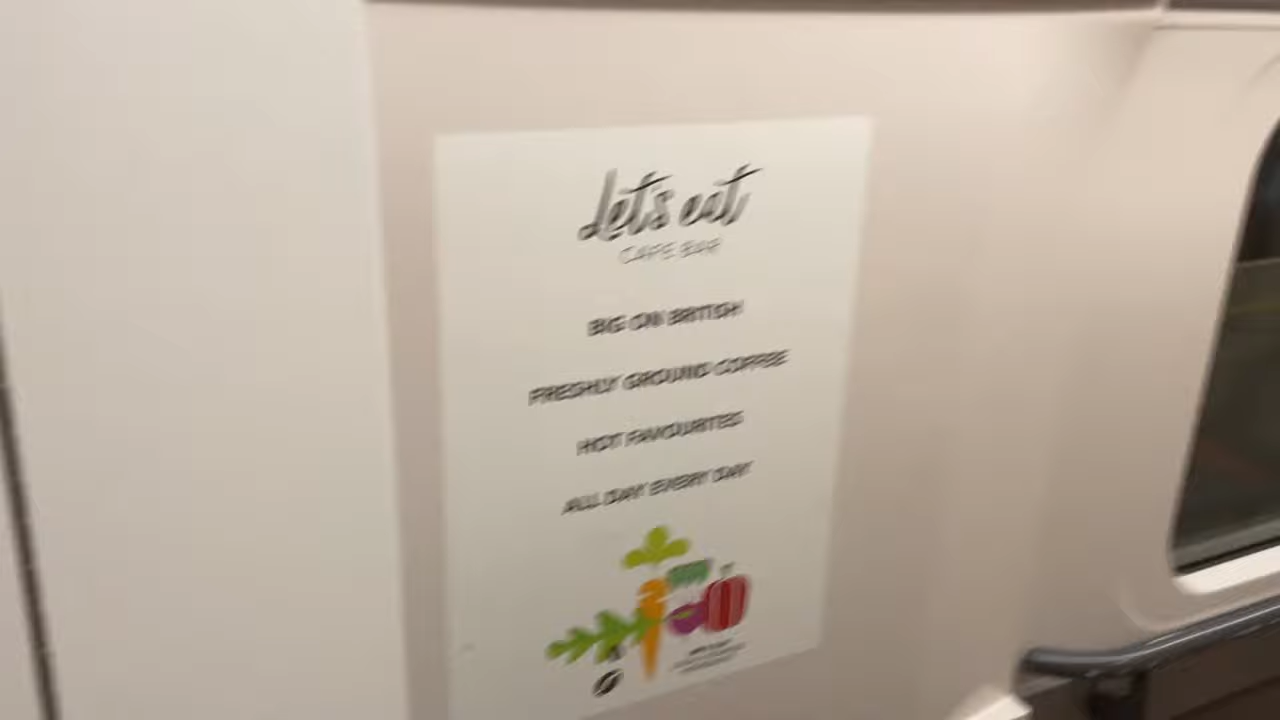 let's eat
CAFE BAR
BIG ON BRITISH
FRESHLY GROUND COFFEE
HOT FAVOURITES
ALL DAY EVERY DAY